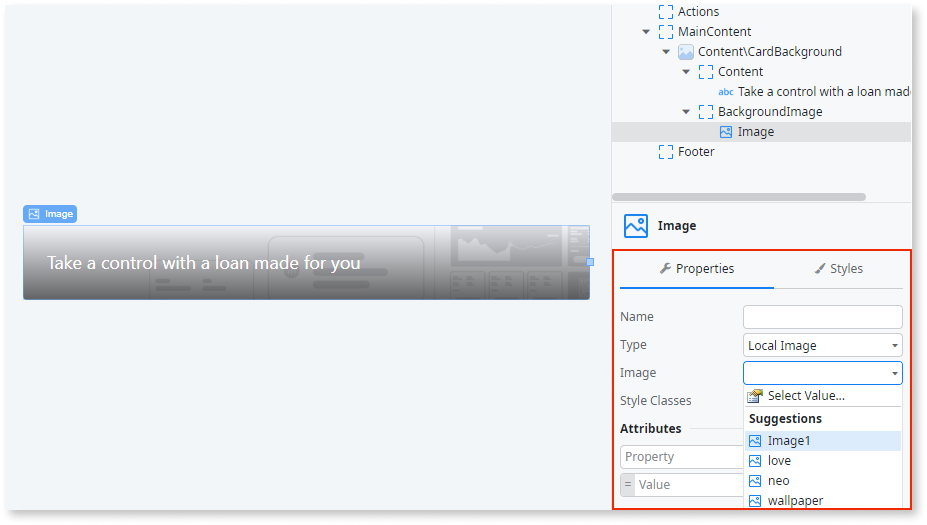 Actions
MainContent
Content\CardBackground
Content
abc Take a control with a loan mad
BackgroundImage
Image
Footer
Image
Take a control with a loan made for you
Image
Properties
Styles
Name
Type
Local Image
Image
Select Value...
Style Classes
Suggestions
Attributes
Image1
Property
love
= Value
neo
wallpaper